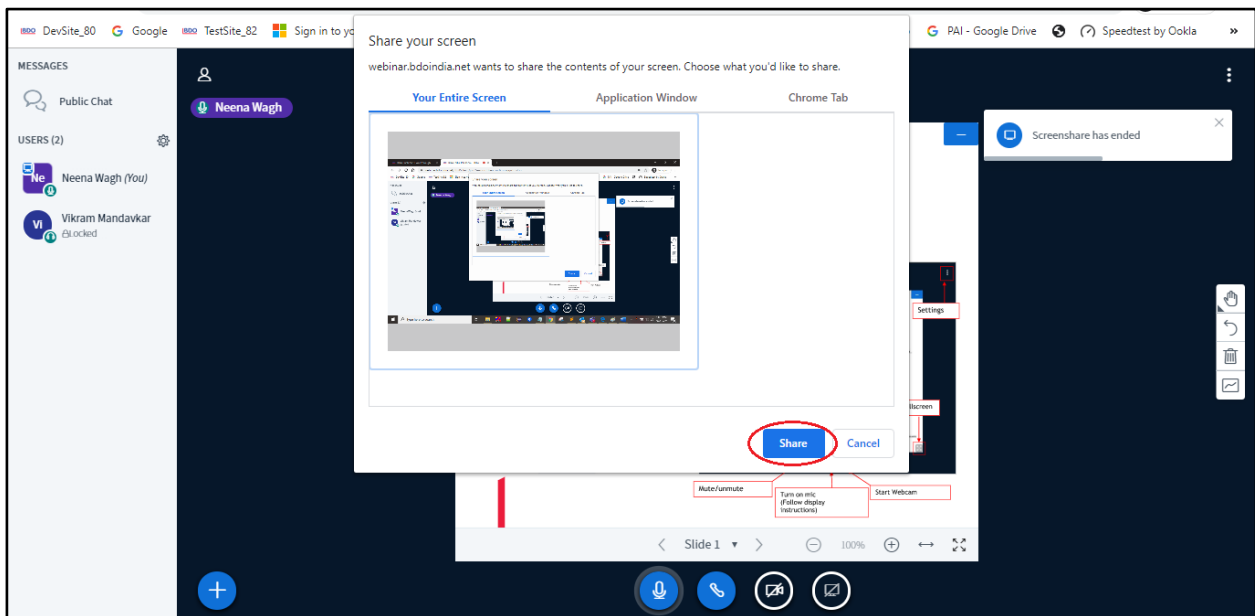 BDO DevSite_80 Google BDO TestSite_82 Sign in to yo PAI - Google Drive Speedtest by Ookla »
Share your screen
webinar.bdoindia.net wants to share the contents of your screen. Choose what you'd like to share.
Your Entire Screen Application Window Chrome Tab
MESSAGES
Public Chat
USERS (2)
Ne Neena Wagh (You)
Vi Vikram Mandavkar
Locked
Neena Wagh
Screenshare has ended
Settings
llscreen
Share Cancel
Mute/unmute
Turn on mic
(Follow display
instructions)
Start Webcam
Slide 1 100%